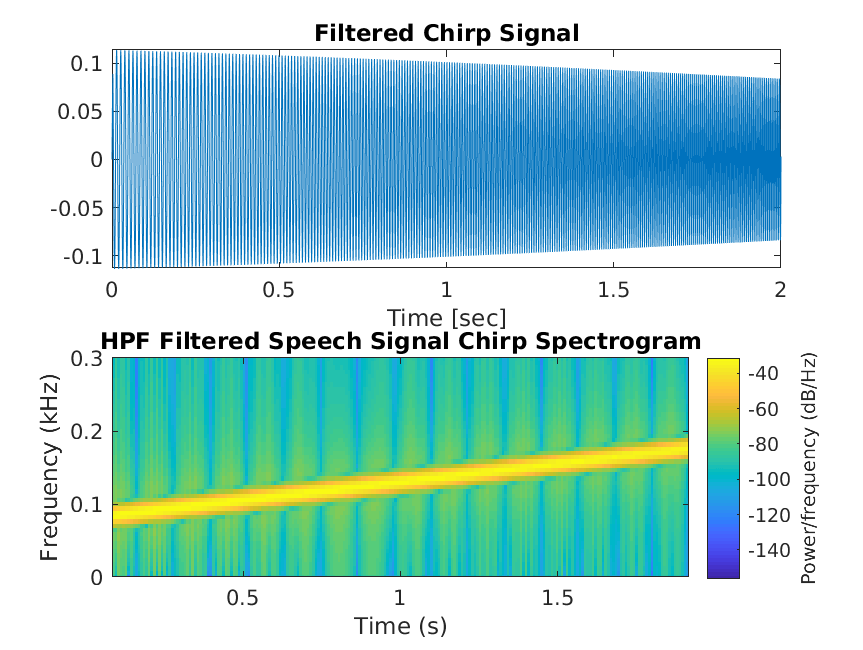 Filtered Chirp Signal
0.1
0.05
0
-0.05
-0.1
0 0.5 1 1.5 2
Time [sec]
HPF Filtered Speech Signal Chirp Spectrogram
0.3
0.2
0.1
0
Frequency (kHz)
0.5 1 1.5
Time (s)
-40
-60
-80
-100
-120
-140
Power/frequency (dB/Hz)